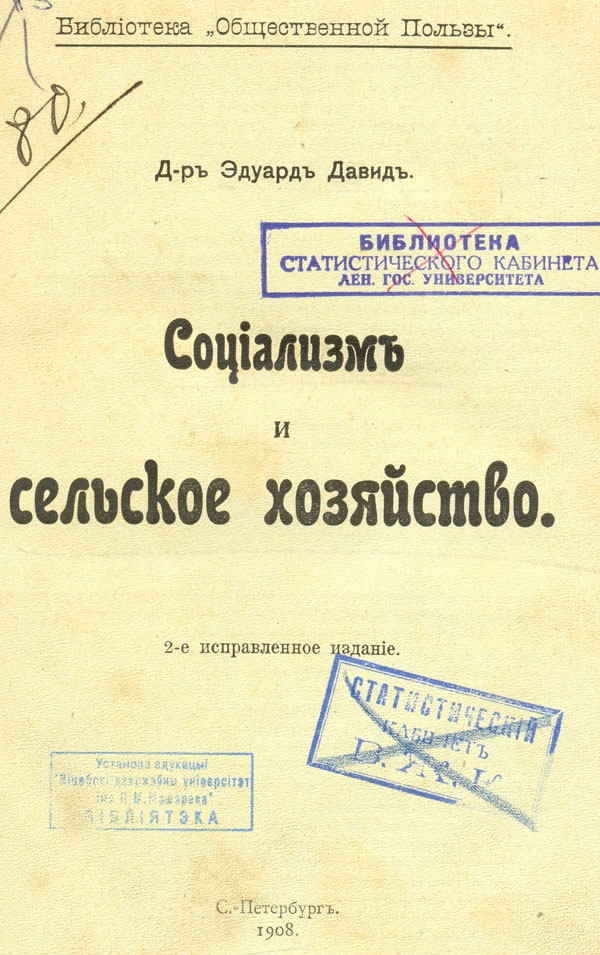 Библіотека „Общественной Пользы“.
80.
Д-ръ Эдуардъ Давидъ.
БИБЛИОТЕКА
СТАТИСТИЧЕСКОГО КАБИНЕТА
ЛЕН. ГОС. УНИВЕРСИТЕТА
Соціализмъ
и
сельское хозяйство.
2-е исправленное изданіе.
СТАТИСТИЧЕСКІЙ
КАБИНЕТЪ
Установа адукацыі
"Віцебскі дзяржаўны універсітэт
імя П.М.Машэрава"
БІБЛІЯТЭКА
С.-Петербургъ.
1908.